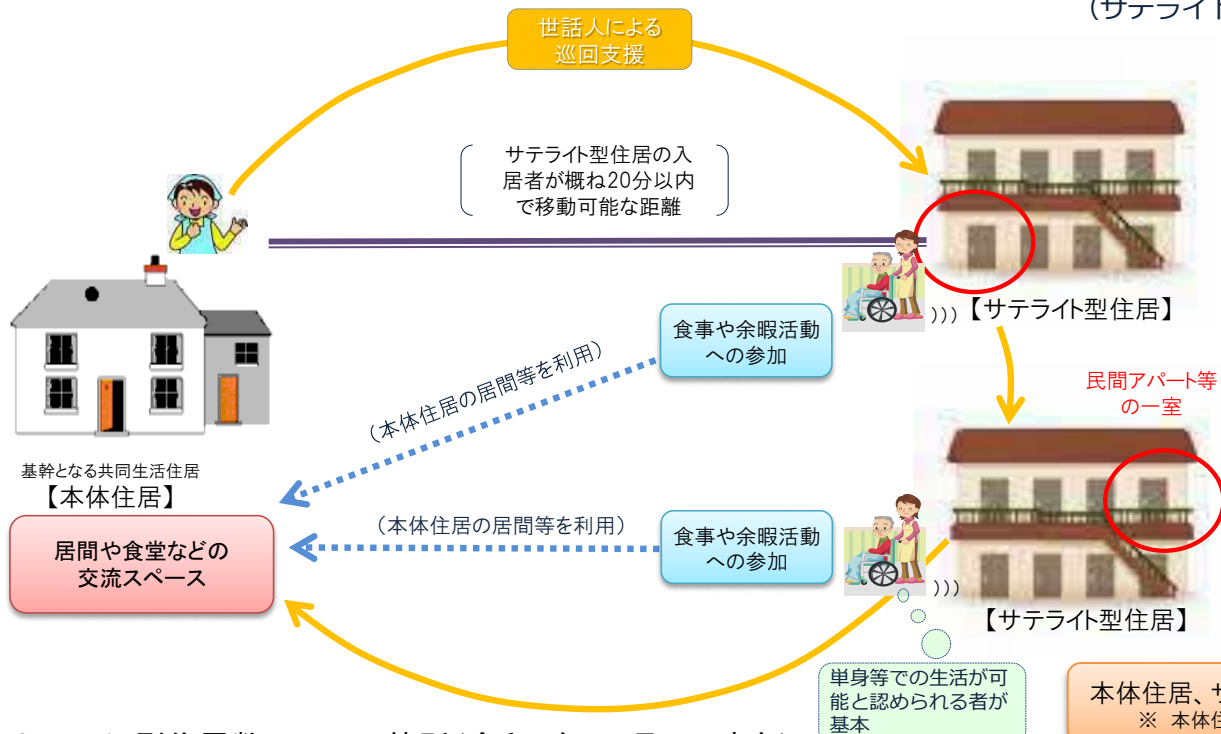 （サテライト
世話人による
巡回支援
サテライト型住居の入
居者が概ね20分以内
で移動可能な距離
)))
【サテライト型住居】
食事や余暇活動
への参加
（本体住居の居間等を利用）
民間アパート等
の一室
基幹となる共同生活住居
【本体住居】
居間や食堂などの
交流スペース
（本体住居の居間等を利用）
食事や余暇活動
への参加
)))
【サテライト型住居】
単身等での生活が可
能と認められる者が
基本
本体住居、サ
※ 本体住